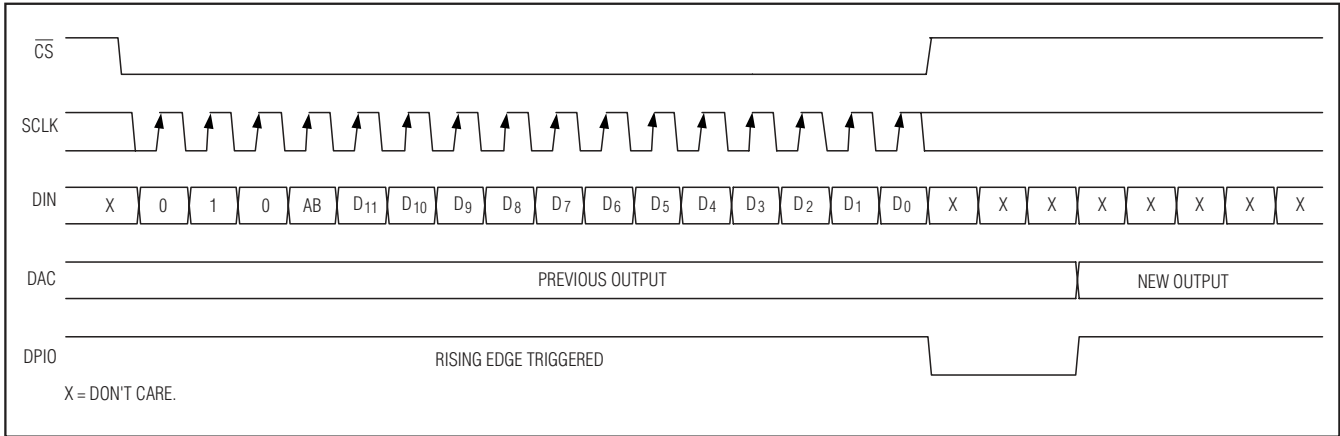 CS
SCLK
DIN X 0 1 0 AB D11 D10 D9 D8 D7 D6 D5 D4 D3 D2 D1 D0 X X X X X X X X
DAC PREVIOUS OUTPUT NEW OUTPUT
DPIO RISING EDGE TRIGGERED
X = DON'T CARE.